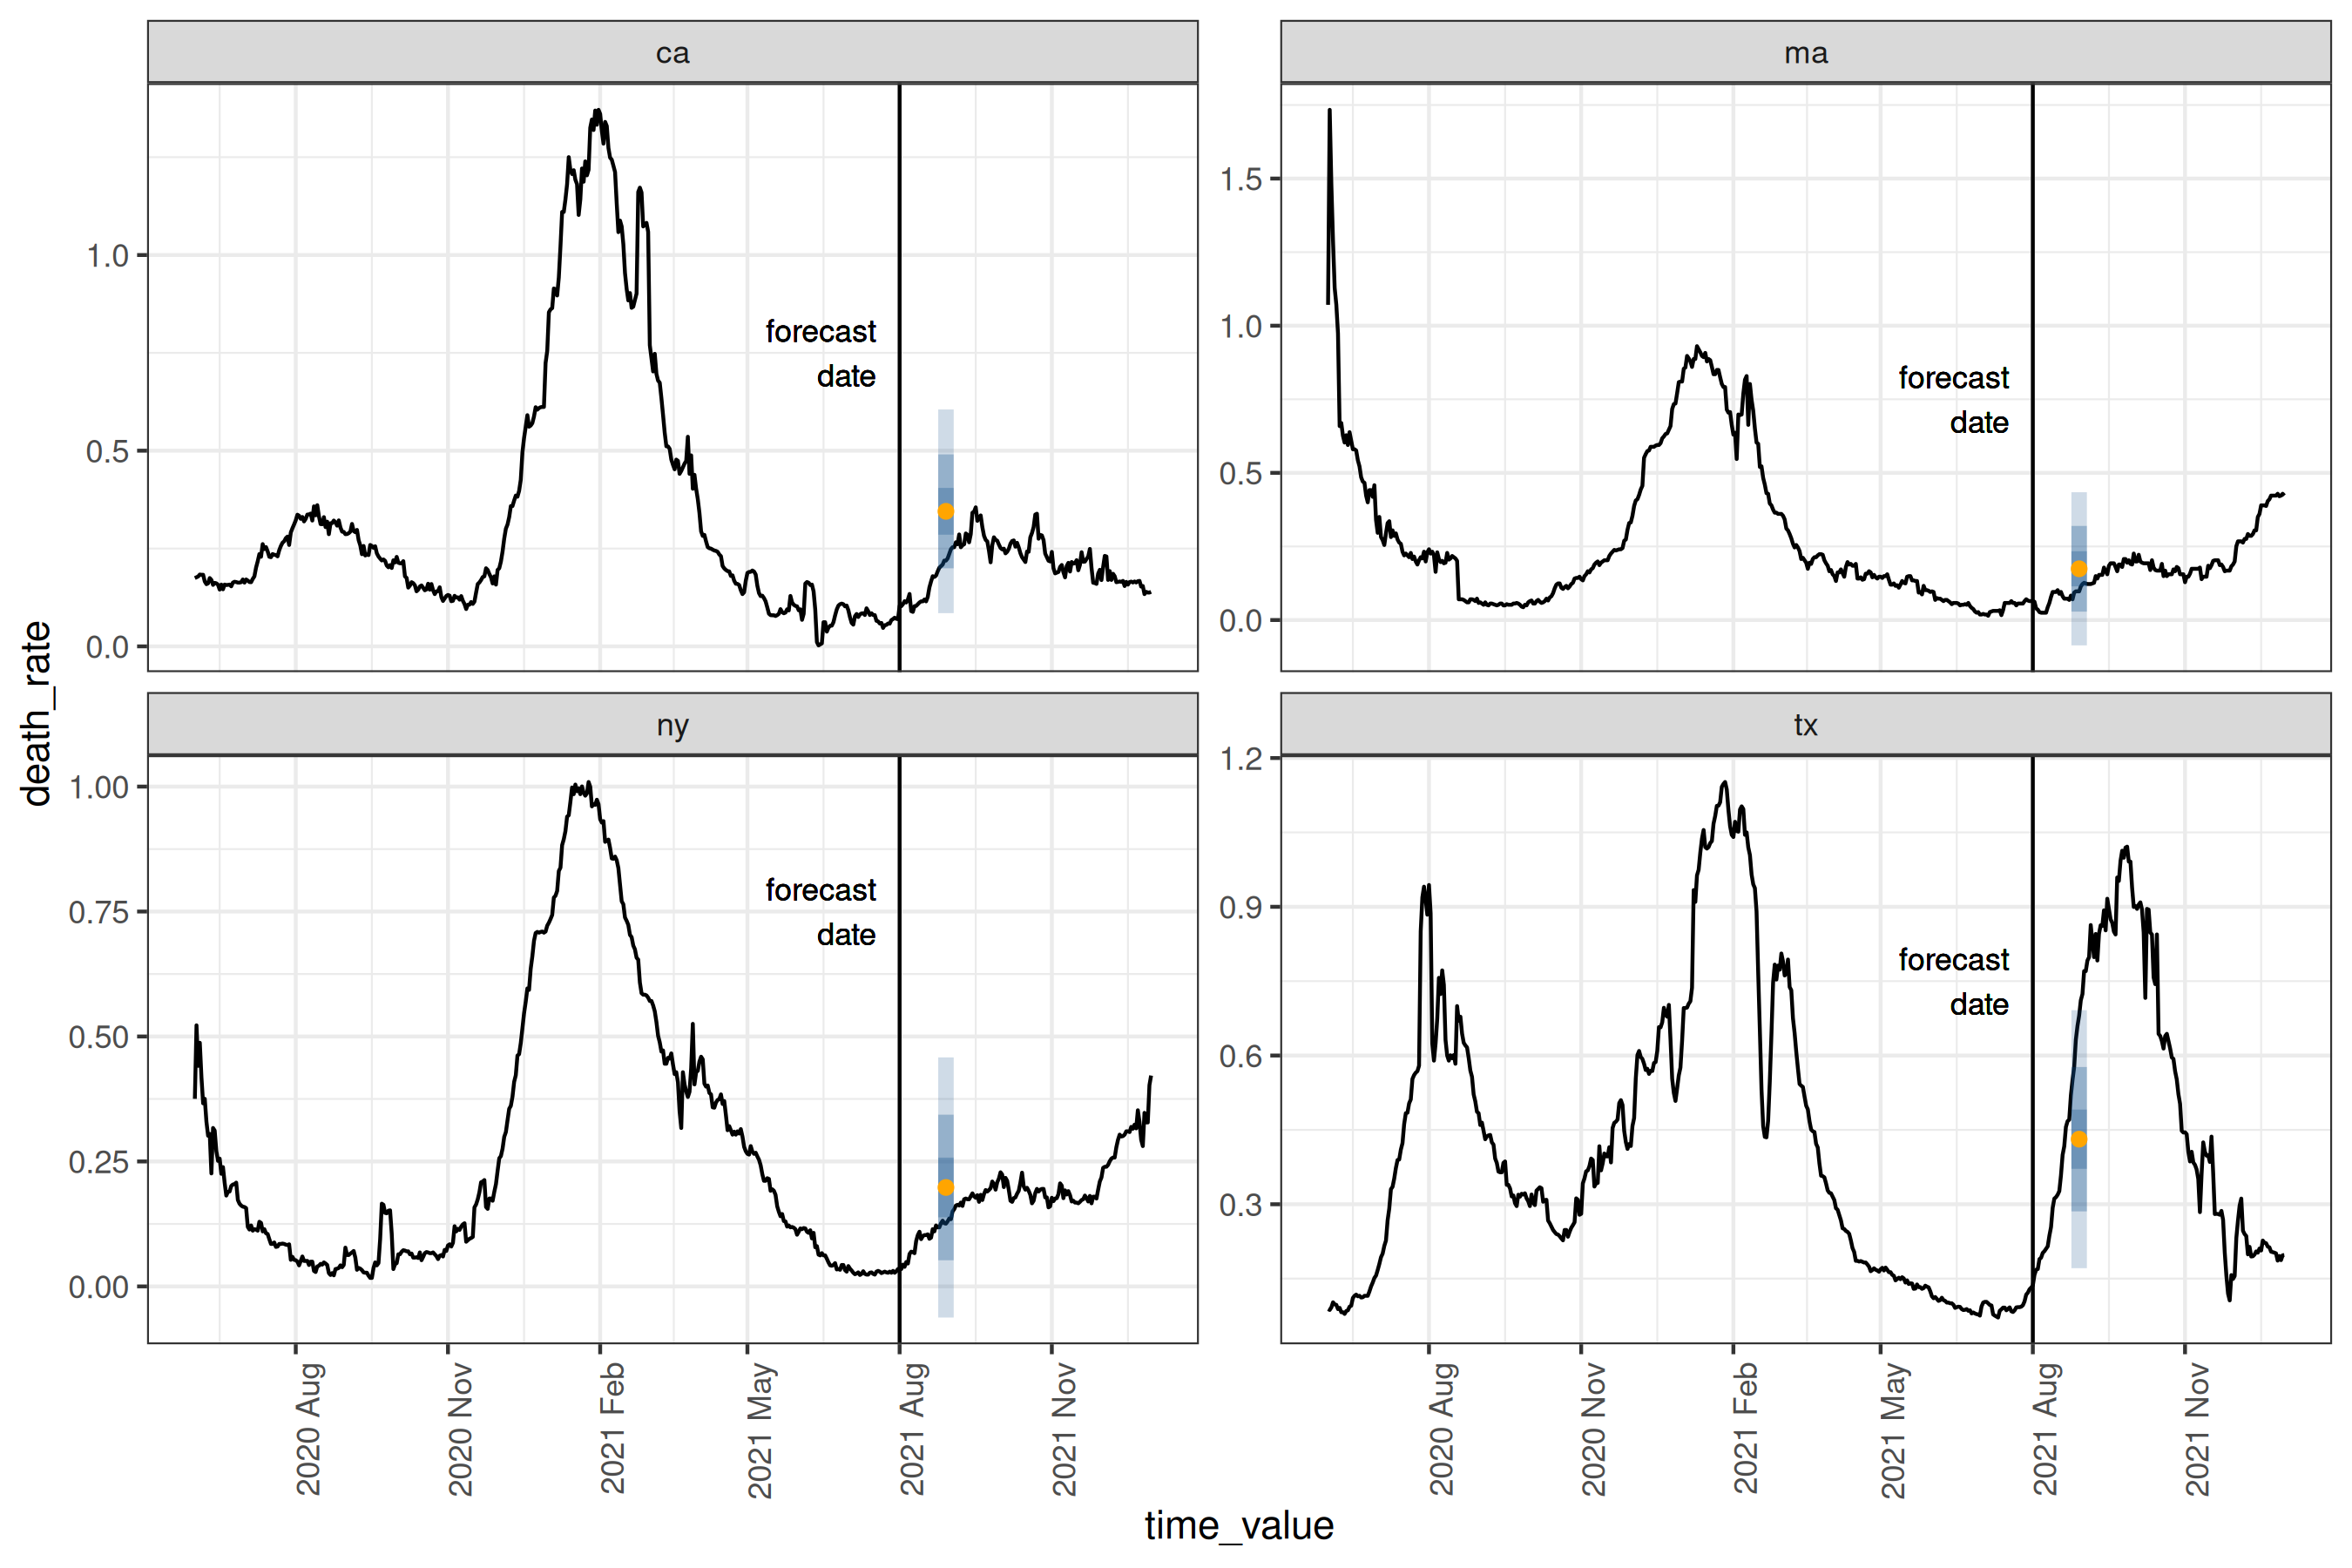 ca
ma
1.0
0.5
0.0
1.5
1.0
0.5
0.0
forecast
date
forecast
date
death_rate
ny
tx
1.00
0.75
0.50
0.25
0.00
1.2
0.9
0.6
0.3
forecast
date
forecast
date
2020 Aug
2020 Nov
2021 Feb
2021 May
2021 Aug
2021 Nov
2020 Aug
2020 Nov
2021 Feb
2021 May
2021 Aug
2021 Nov
time_value